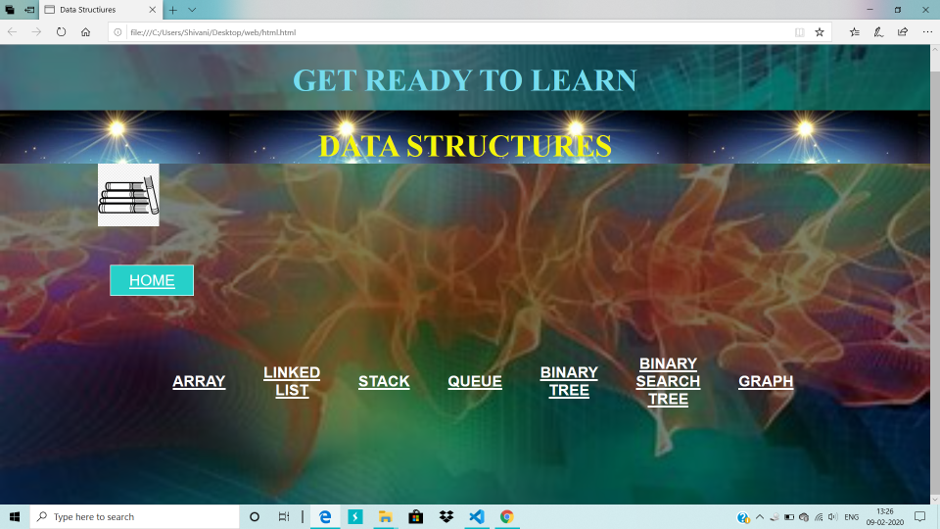 Data Structiures
file:///C:/Users/Shivani/Desktop/web/html.html
GET READY TO LEARN
DATA STRUCTURES
HOME
ARRAY
LINKED
LIST
STACK
QUEUE
BINARY
TREE
BINARY
SEARCH
TREE
GRAPH
Type here to search
ENG
13:26
09-02-2020